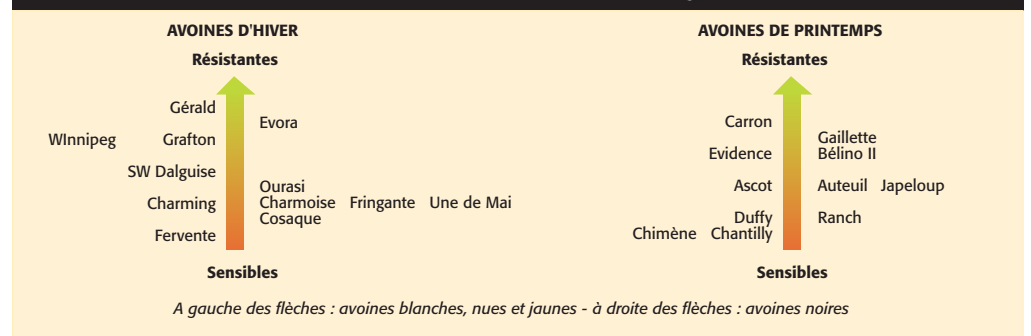 AVOINES D'HIVER
Résistantes
Gérald
Evora
WInnipeg Grafton
SW Dalguise
Ourasi
Charming Charmoise Fringante Une de Mai
Cosaque
Fervente
Sensibles
AVOINES DE PRINTEMPS
Résistantes
Carron
Gaillette
Evidence Bélino II
Ascot Auteuil Japeloup
Duffy Ranch
Chimène Chantilly
Sensibles
A gauche des flèches : avoines blanches, nues et jaunes - à droite des flèches : avoines noires